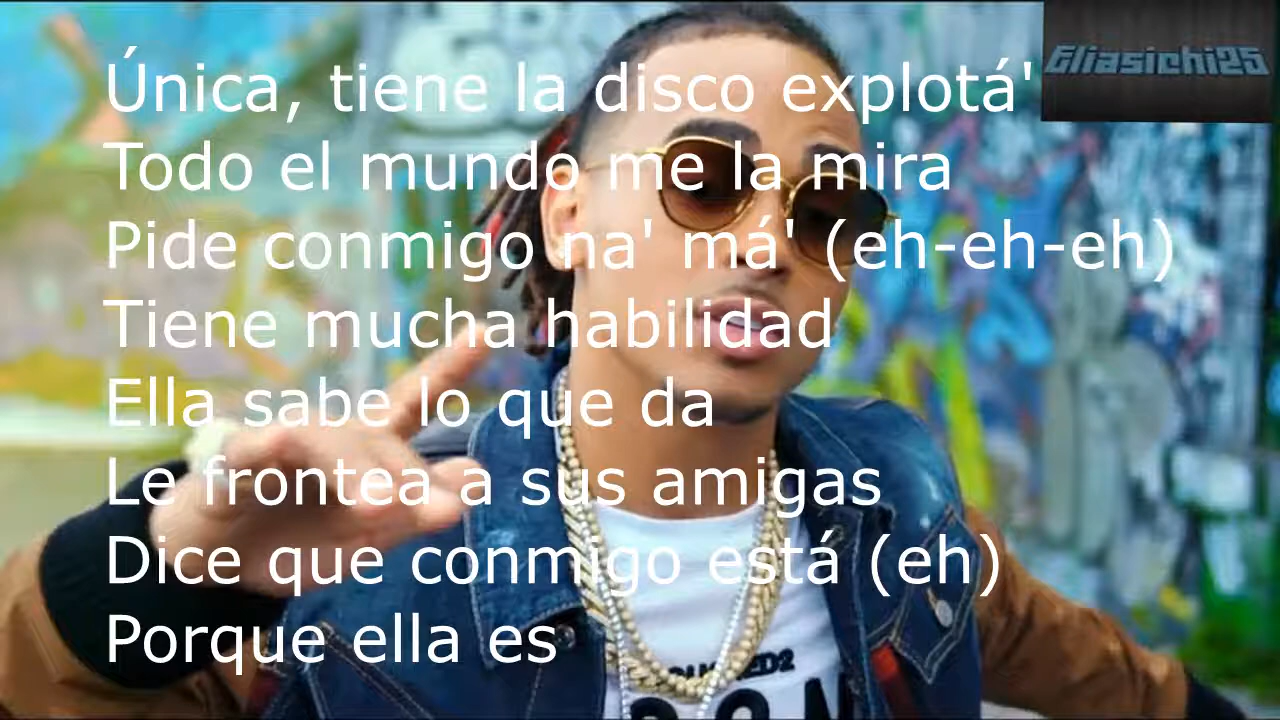 Única, tiene la disco explotá'
Eliasichi25
Todo el mundo me la mira
Pide conmigo na' má' (eh-eh-eh)
Tiene mucha habilidad
Ella sabe lo que da
Le frontea a sus amigas
Dice que conmigo está (eh)
Porque ella es